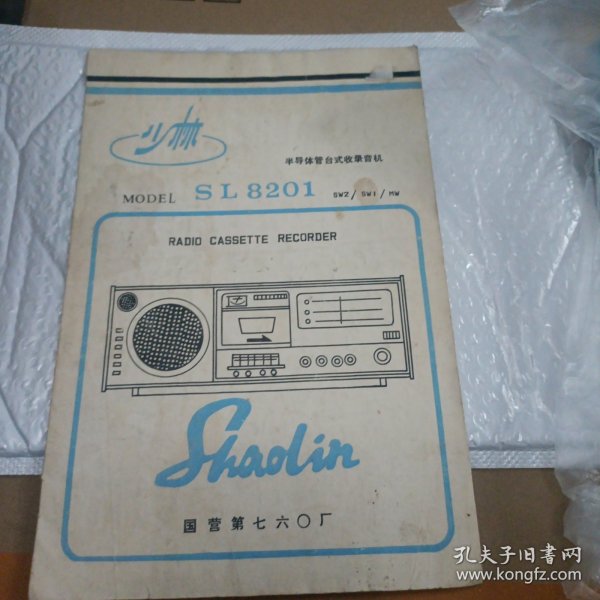 少林
半导体管台式收录音机
MODEL SL8201 SW2/SW1/MW
RADIO CASSETTE RECORDER
Shaolin
国营第七六〇厂
孔夫子旧书网
www.kongfz.com